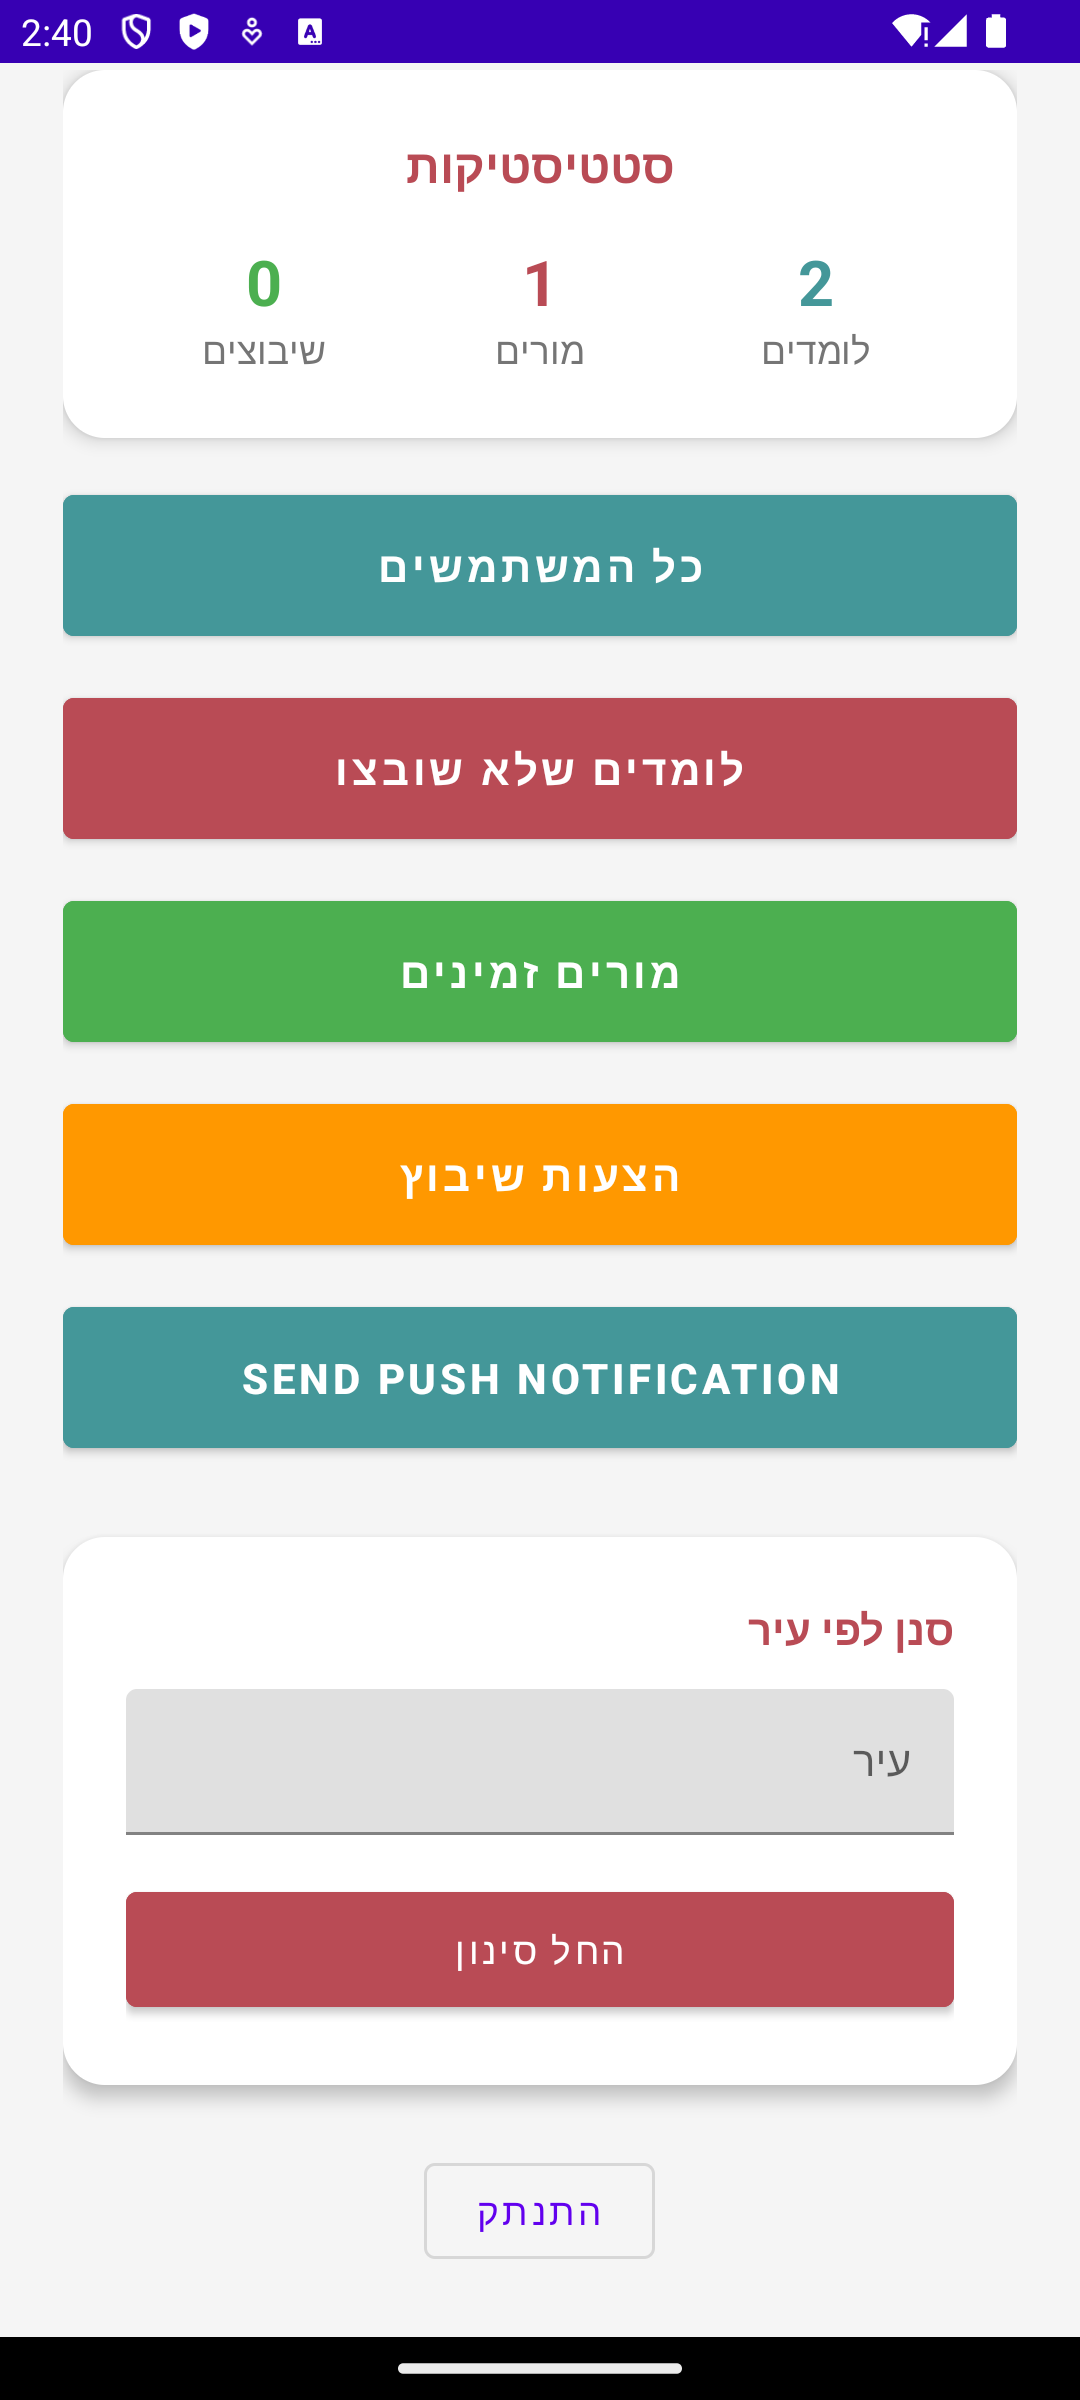 2:40
סטטיסטיקות
2 1 0
לומדים מורים שיבוצים
כל המשתמשים
לומדים שלא שובצו
מורים זמינים
הצעות שיבוץ
SEND PUSH NOTIFICATION
סנן לפי עיר
עיר
החל סינון
התנתק